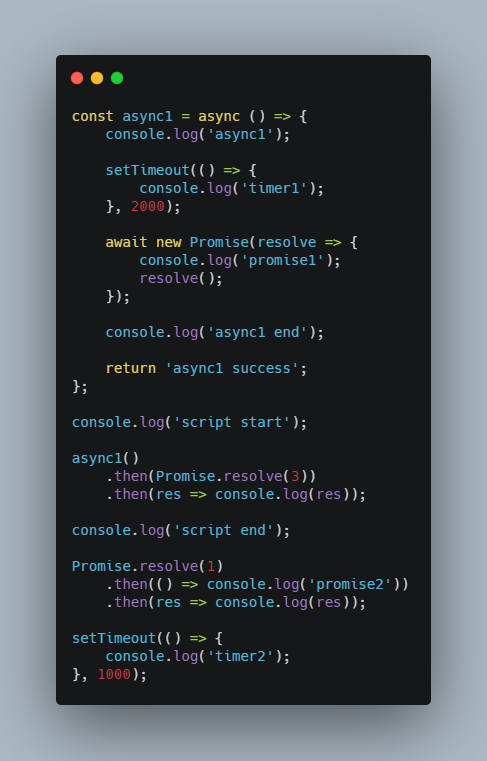 const async1 = async () => {
    console.log('async1');

    setTimeout(() => {
        console.log('timer1');
    }, 2000);

    await new Promise(resolve => {
        console.log('promise1');
        resolve();
    });

    console.log('async1 end');

    return 'async1 success';
};

console.log('script start');

async1()
    .then(Promise.resolve(3))
    .then(res => console.log(res));

console.log('script end');

Promise.resolve(1)
    .then(() => console.log('promise2'))
    .then(res => console.log(res));

setTimeout(() => {
    console.log('timer2');
}, 1000);